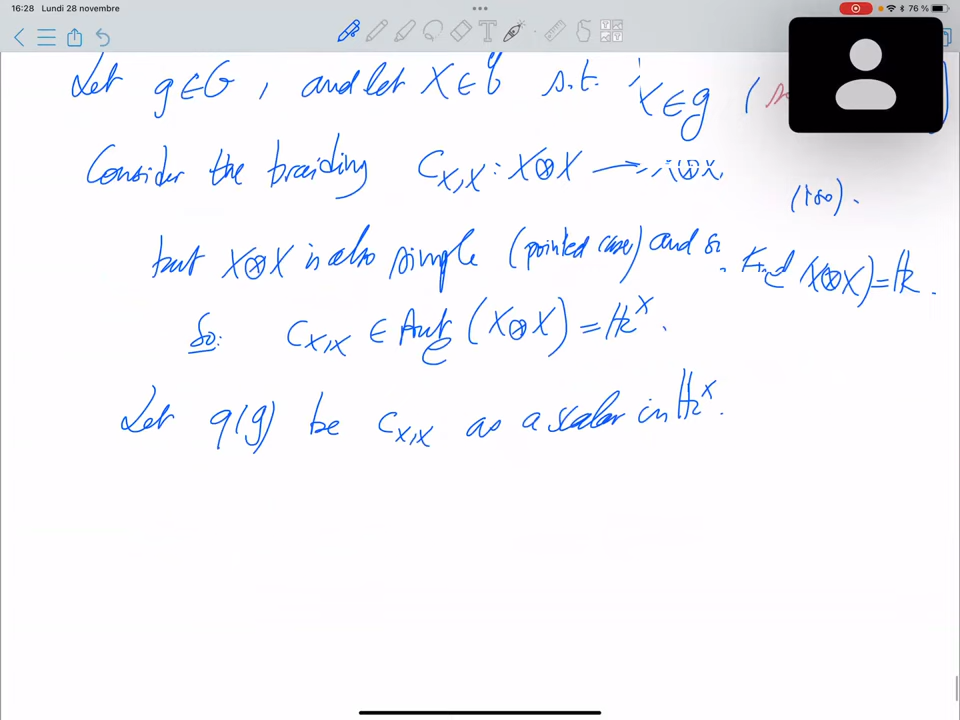 16:28 Lundi 28 novembre 76 %
Let g ∈ G, and let X ∈ 𝒞 s.t. X ∈ g (
Consider the braiding C_{X,X} : X⊗X → X⊗X
(iso).
but X⊗X is also simple (pointed case) and so End_𝒞 (X⊗X) = 𝕜.
So: C_{X,X} ∈ Aut_𝒞 (X⊗X) = 𝕜^×.
Let q(g) be C_{X,X} as a scalar in 𝕜^×.